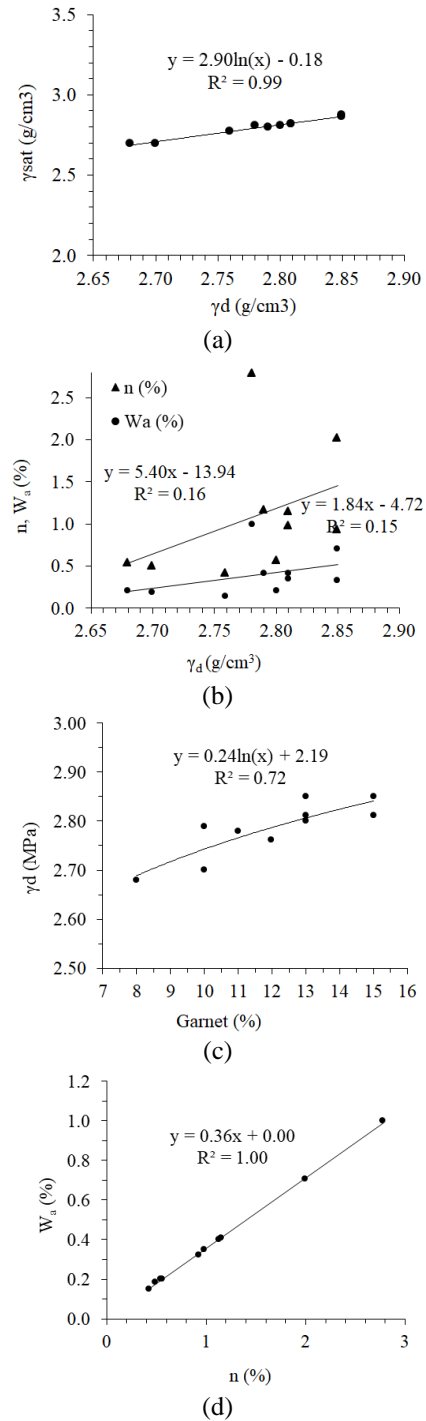 y = 2.90ln(x) - 0.18
R² = 0.99
γsat (g/cm3)
3.5
3.0
2.5
2.0
2.65 2.70 2.75 2.80 2.85 2.90
γd (g/cm3)
(a)
▲ n (%)
● Wa (%)
y = 5.40x - 13.94
R² = 0.16
y = 1.84x - 4.72
R² = 0.15
n, Wₐ (%)
2.5
2.0
1.5
1.0
0.5
0.0
2.65 2.70 2.75 2.80 2.85 2.90
γd (g/cm³)
(b)
y = 0.24ln(x) + 2.19
R² = 0.72
γd (MPa)
3.00
2.90
2.80
2.70
2.60
2.50
7 8 9 10 11 12 13 14 15 16
Garnet (%)
(c)
y = 0.36x + 0.00
R² = 1.00
Wₐ (%)
1.2
1.0
0.8
0.6
0.4
0.2
0
0 1 2 3
n (%)
(d)